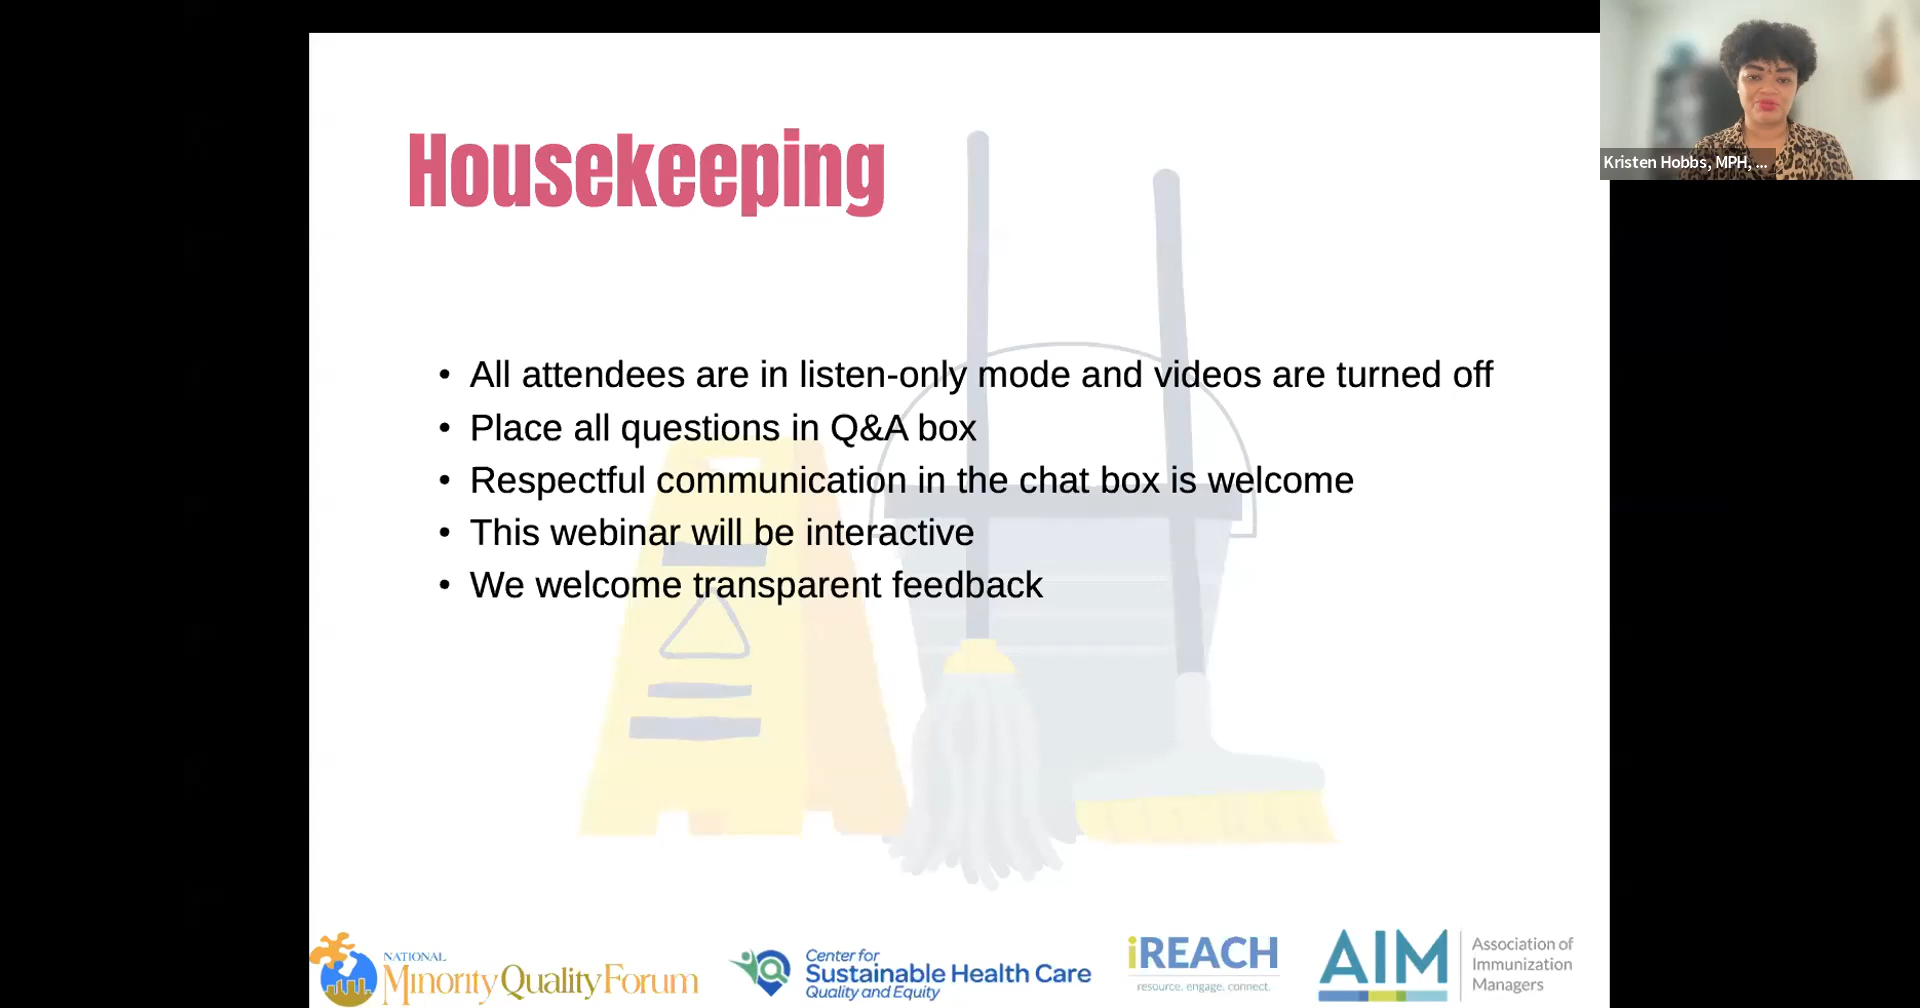 Housekeeping
Kristen Hobbs, MPH, ...
• All attendees are in listen-only mode and videos are turned off
• Place all questions in Q&A box
• Respectful communication in the chat box is welcome
• This webinar will be interactive
• We welcome transparent feedback
NATIONAL
Minority Quality Forum
Center for
Sustainable Health Care
Quality and Equity
iREACH
resource. engage. connect.
AIM
Association of
Immunization
Managers